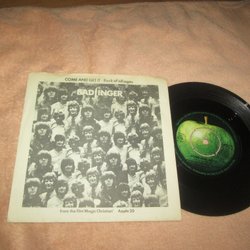 COME AND GET IT · Rock of all ages
BADFINGER
from the film 'Magic Christian' Apple 20